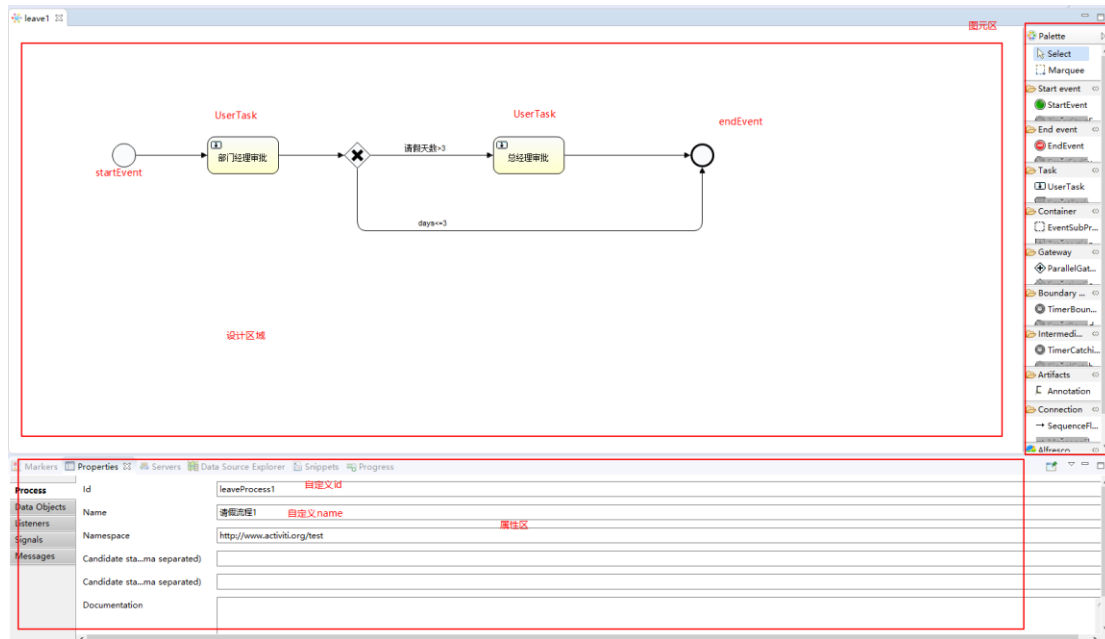 leave1
图元区
Palette
Select
Marquee
Start event
StartEvent
End event
EndEvent
Task
UserTask
Container
EventSubPr...
Gateway
ParallelGat...
Boundary ...
TimerBoun...
Intermedi...
TimerCatchi...
Artifacts
Annotation
Connection
SequenceFl...
Alfresco
UserTask
UserTask
endEvent
部门经理审批
请假天数>3
总经理审批
startEvent
days<=3
设计区域
Markers Properties Servers Data Source Explorer Snippets Progress
Process
Data Objects
Listeners
Signals
Messages
Id leaveProcess1 自定义id
Name 请假流程1 自定义name
属性区
Namespace http://www.activiti.org/test
Candidate sta...ma separated)
Candidate sta...ma separated)
Documentation